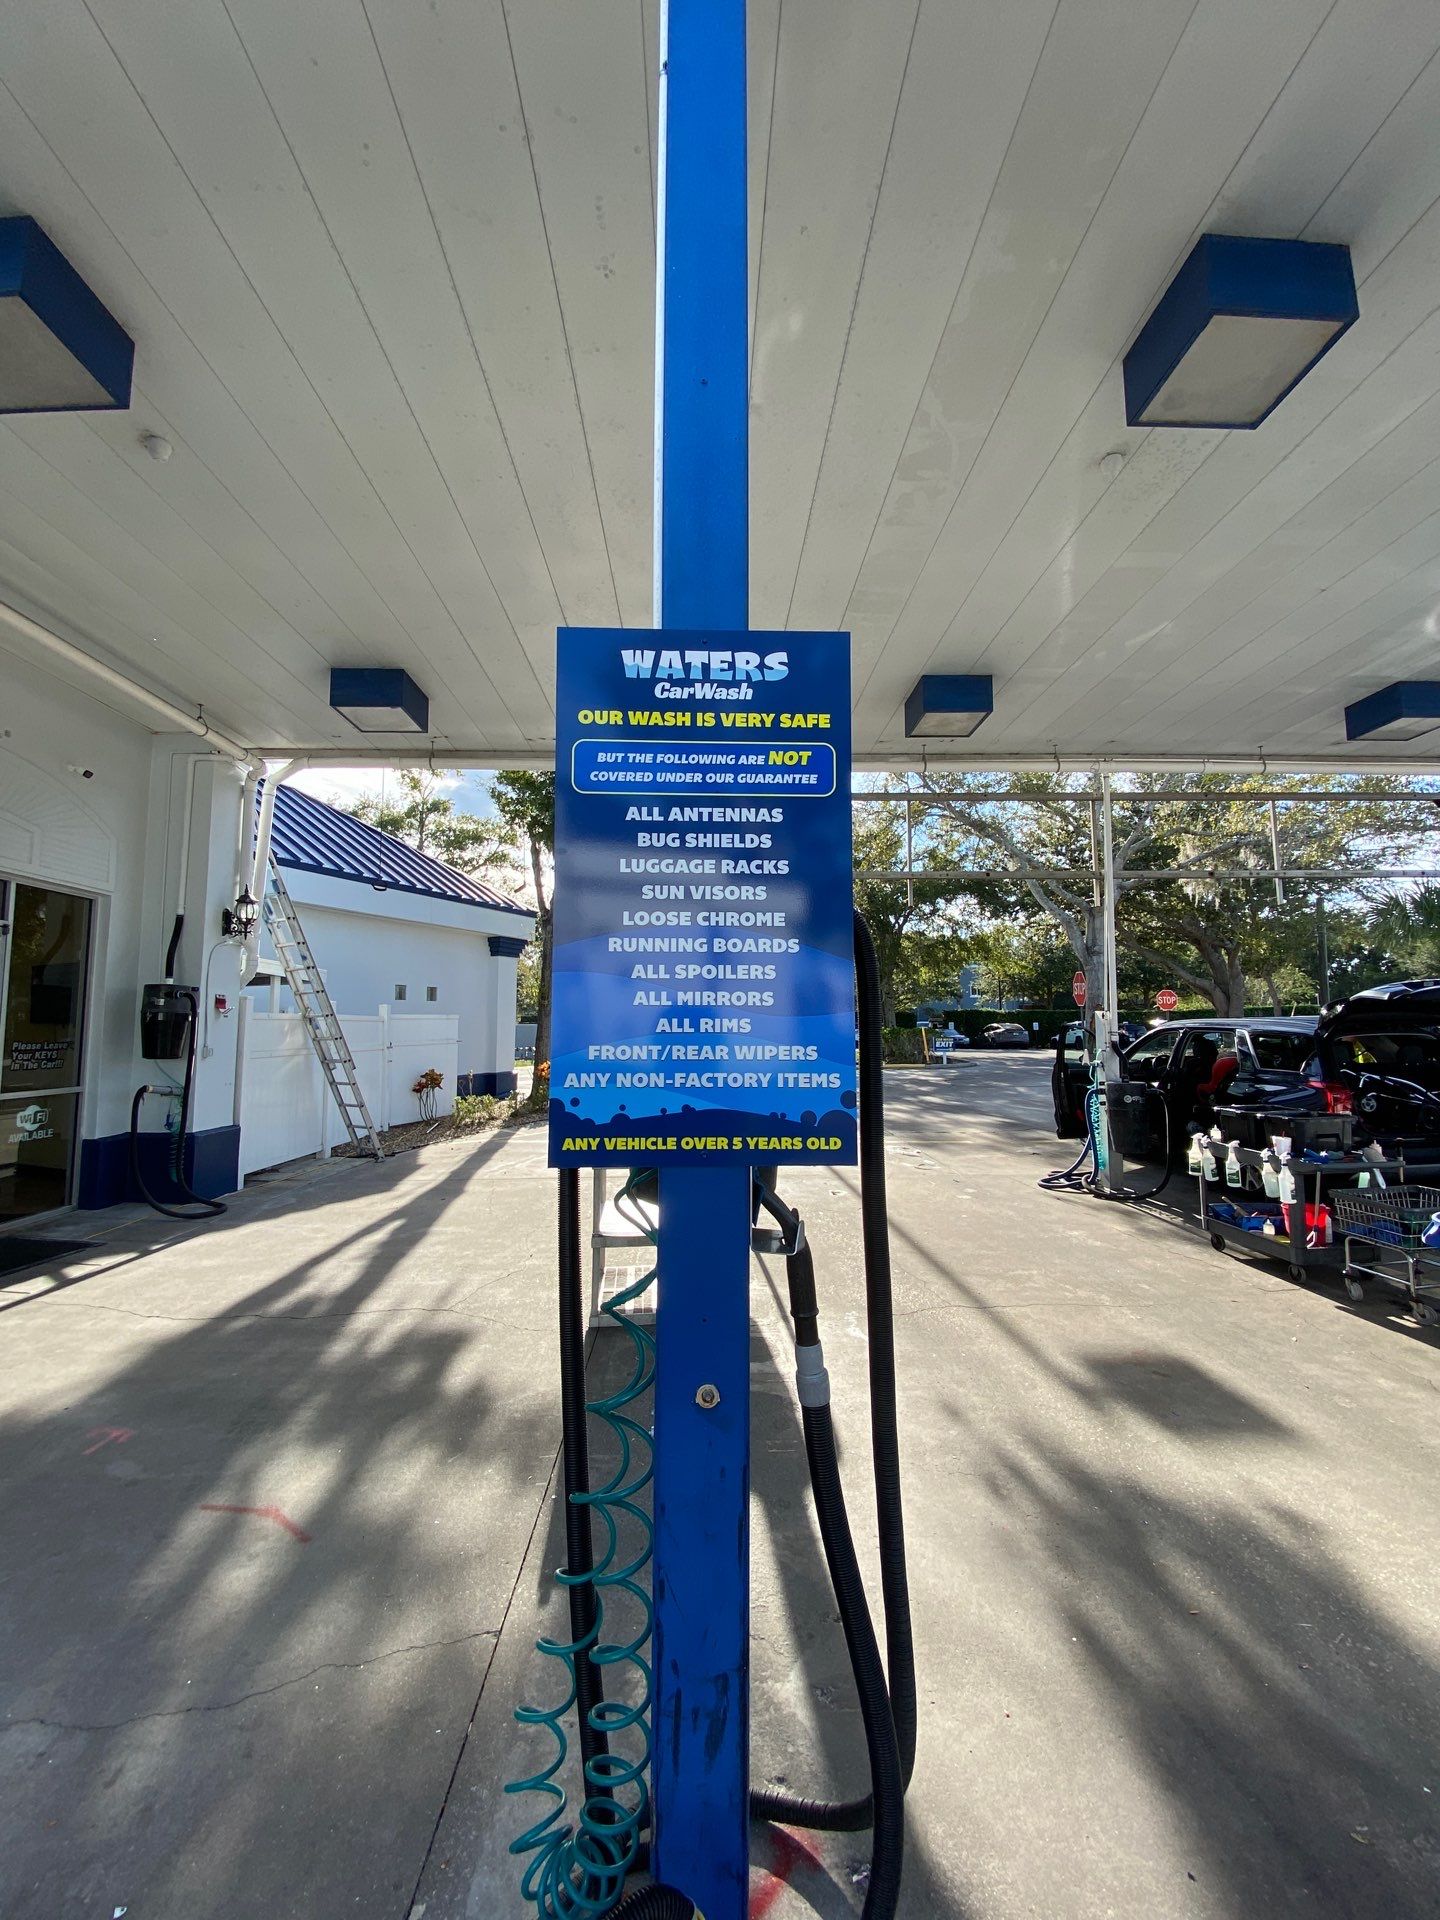 WATERS
CarWash
OUR WASH IS VERY SAFE
BUT THE FOLLOWING ARE NOT
COVERED UNDER OUR GUARANTEE
ALL ANTENNAS
BUG SHIELDS
LUGGAGE RACKS
SUN VISORS
LOOSE CHROME
RUNNING BOARDS
ALL SPOILERS
ALL MIRRORS
ALL RIMS
FRONT/REAR WIPERS
ANY NON-FACTORY ITEMS
ANY VEHICLE OVER 5 YEARS OLD
Please Leave
Your KEYS
In The Car!!!
Wi Fi
AVAILABLE
STOP
STOP
EXIT